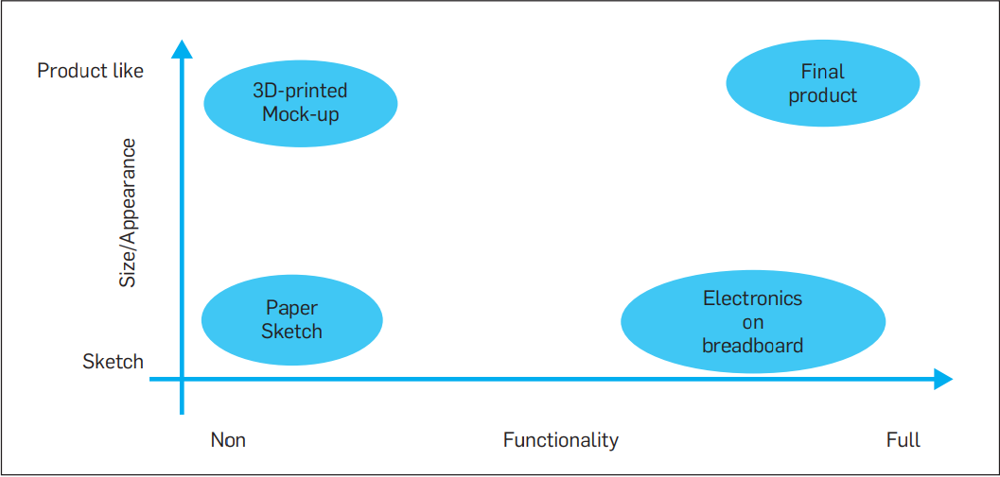 Product like
3D-printed
Mock-up
Final
product
Size/Appearance
Paper
Sketch
Electronics
on
breadboard
Sketch
Non
Functionality
Full